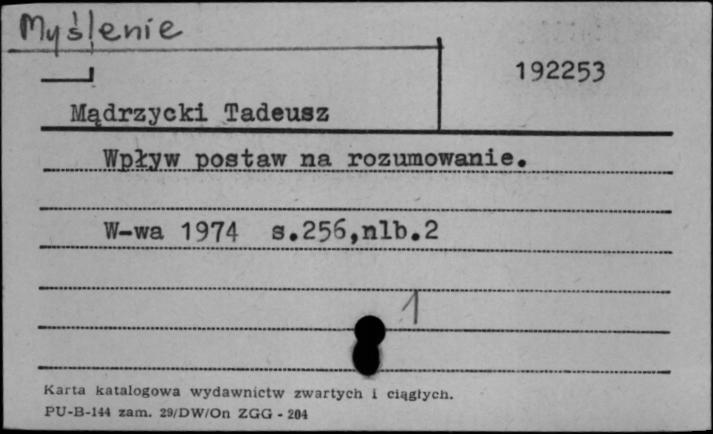 Myślenie
192253
Mądrzycki Tadeusz
Wpływ postaw na rozumowanie.
W-wa 1974 s.256,nlb.2
1
Karta katalogowa wydawnictw zwartych i ciągłych.
PU-B-144 zam. 29/DW/On ZGG - 204